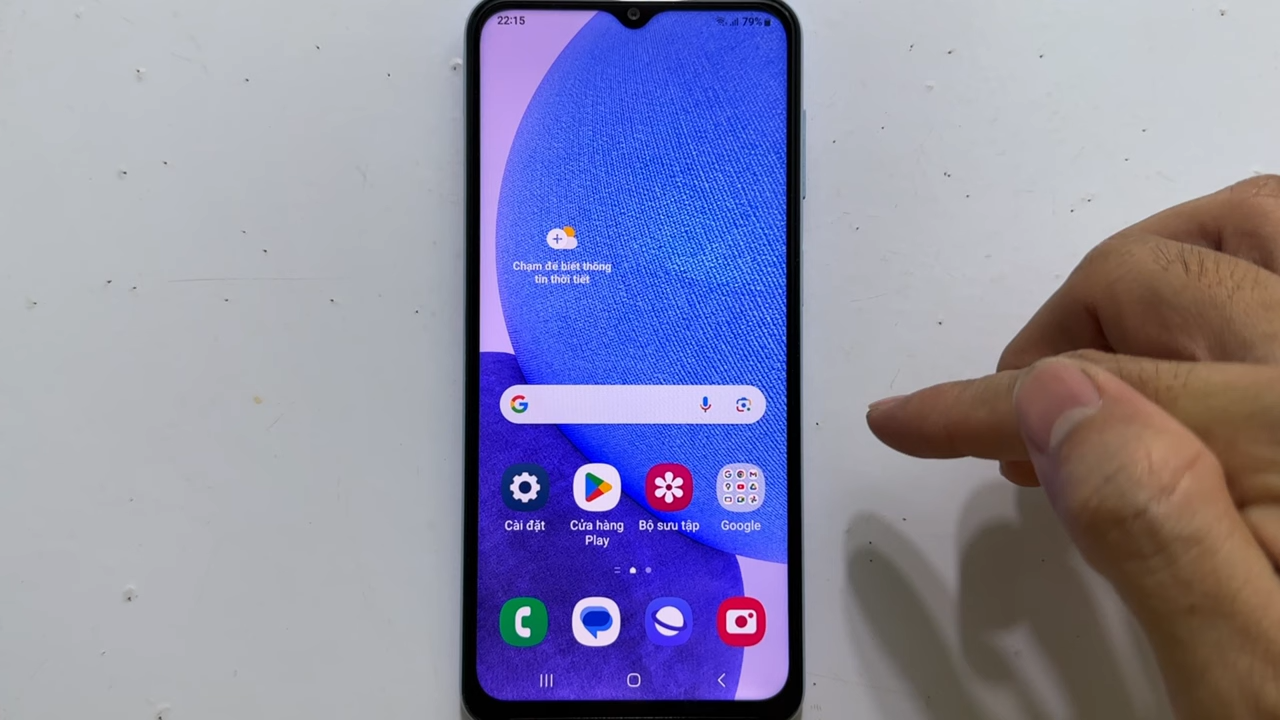 22:15
79%
Chạm để biết thông
tin thời tiết
Cài đặt
Cửa hàng
Play
Bộ sưu tập
Google